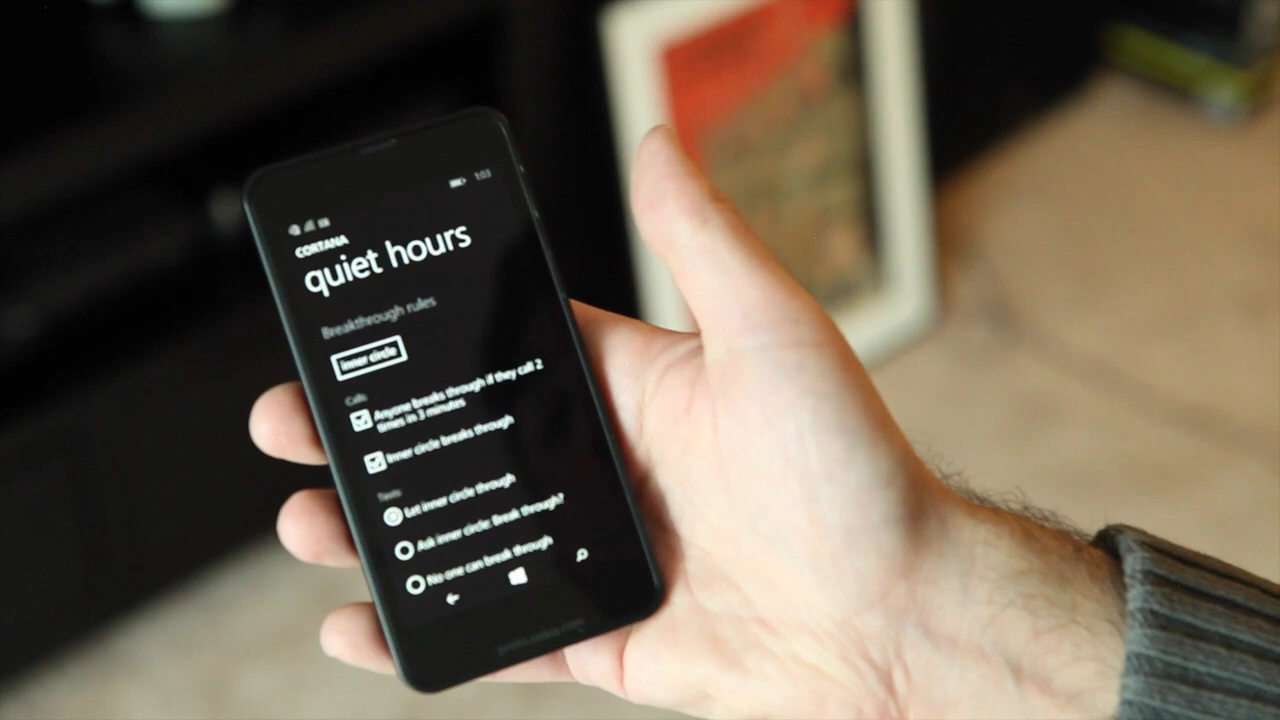 1:03
CORTANA
quiet hours
Breakthrough rules
inner circle
Calls
Anyone breaks through if they call 2
times in 3 minutes
Inner circle breaks through
Texts
Let inner circle through
Ask inner circle: Break through?
No one can break through